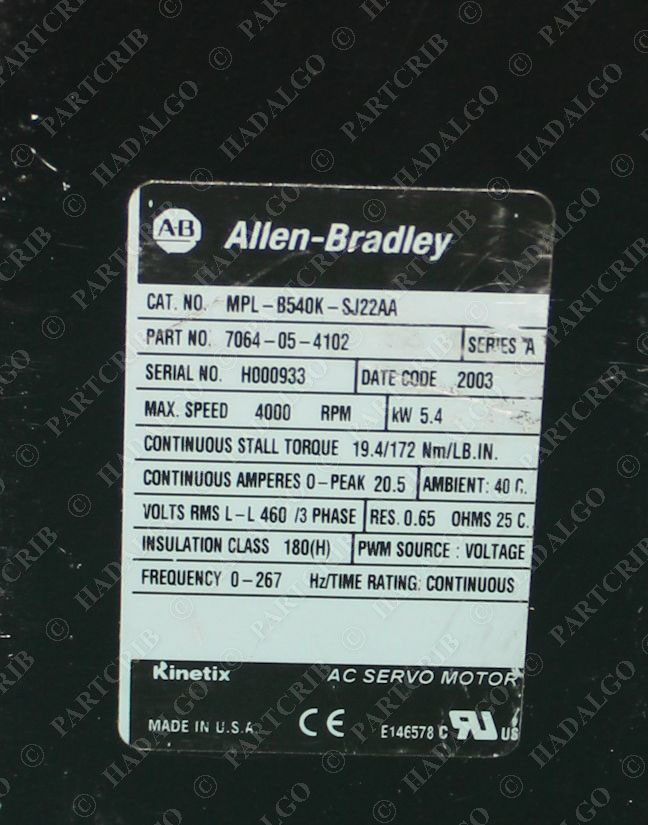 AB Allen-Bradley
CAT. NO. MPL-B540K-SJ22AA
PART NO. 7064-05-4102 SERIES A
SERIAL NO. H000933 DATE CODE 2003
MAX. SPEED 4000 RPM kW 5.4
CONTINUOUS STALL TORQUE 19.4/172 Nm/LB.IN.
CONTINUOUS AMPERES 0-PEAK 20.5 AMBIENT: 40 C.
VOLTS RMS L-L 460 /3 PHASE RES. 0.65 OHMS 25 C.
INSULATION CLASS 180(H) PWM SOURCE : VOLTAGE
FREQUENCY 0-267 Hz/TIME RATING: CONTINUOUS
Kinetix AC SERVO MOTOR
MADE IN U.S.A. CE E146578 C RU US
© PARTCRIB HADALGO